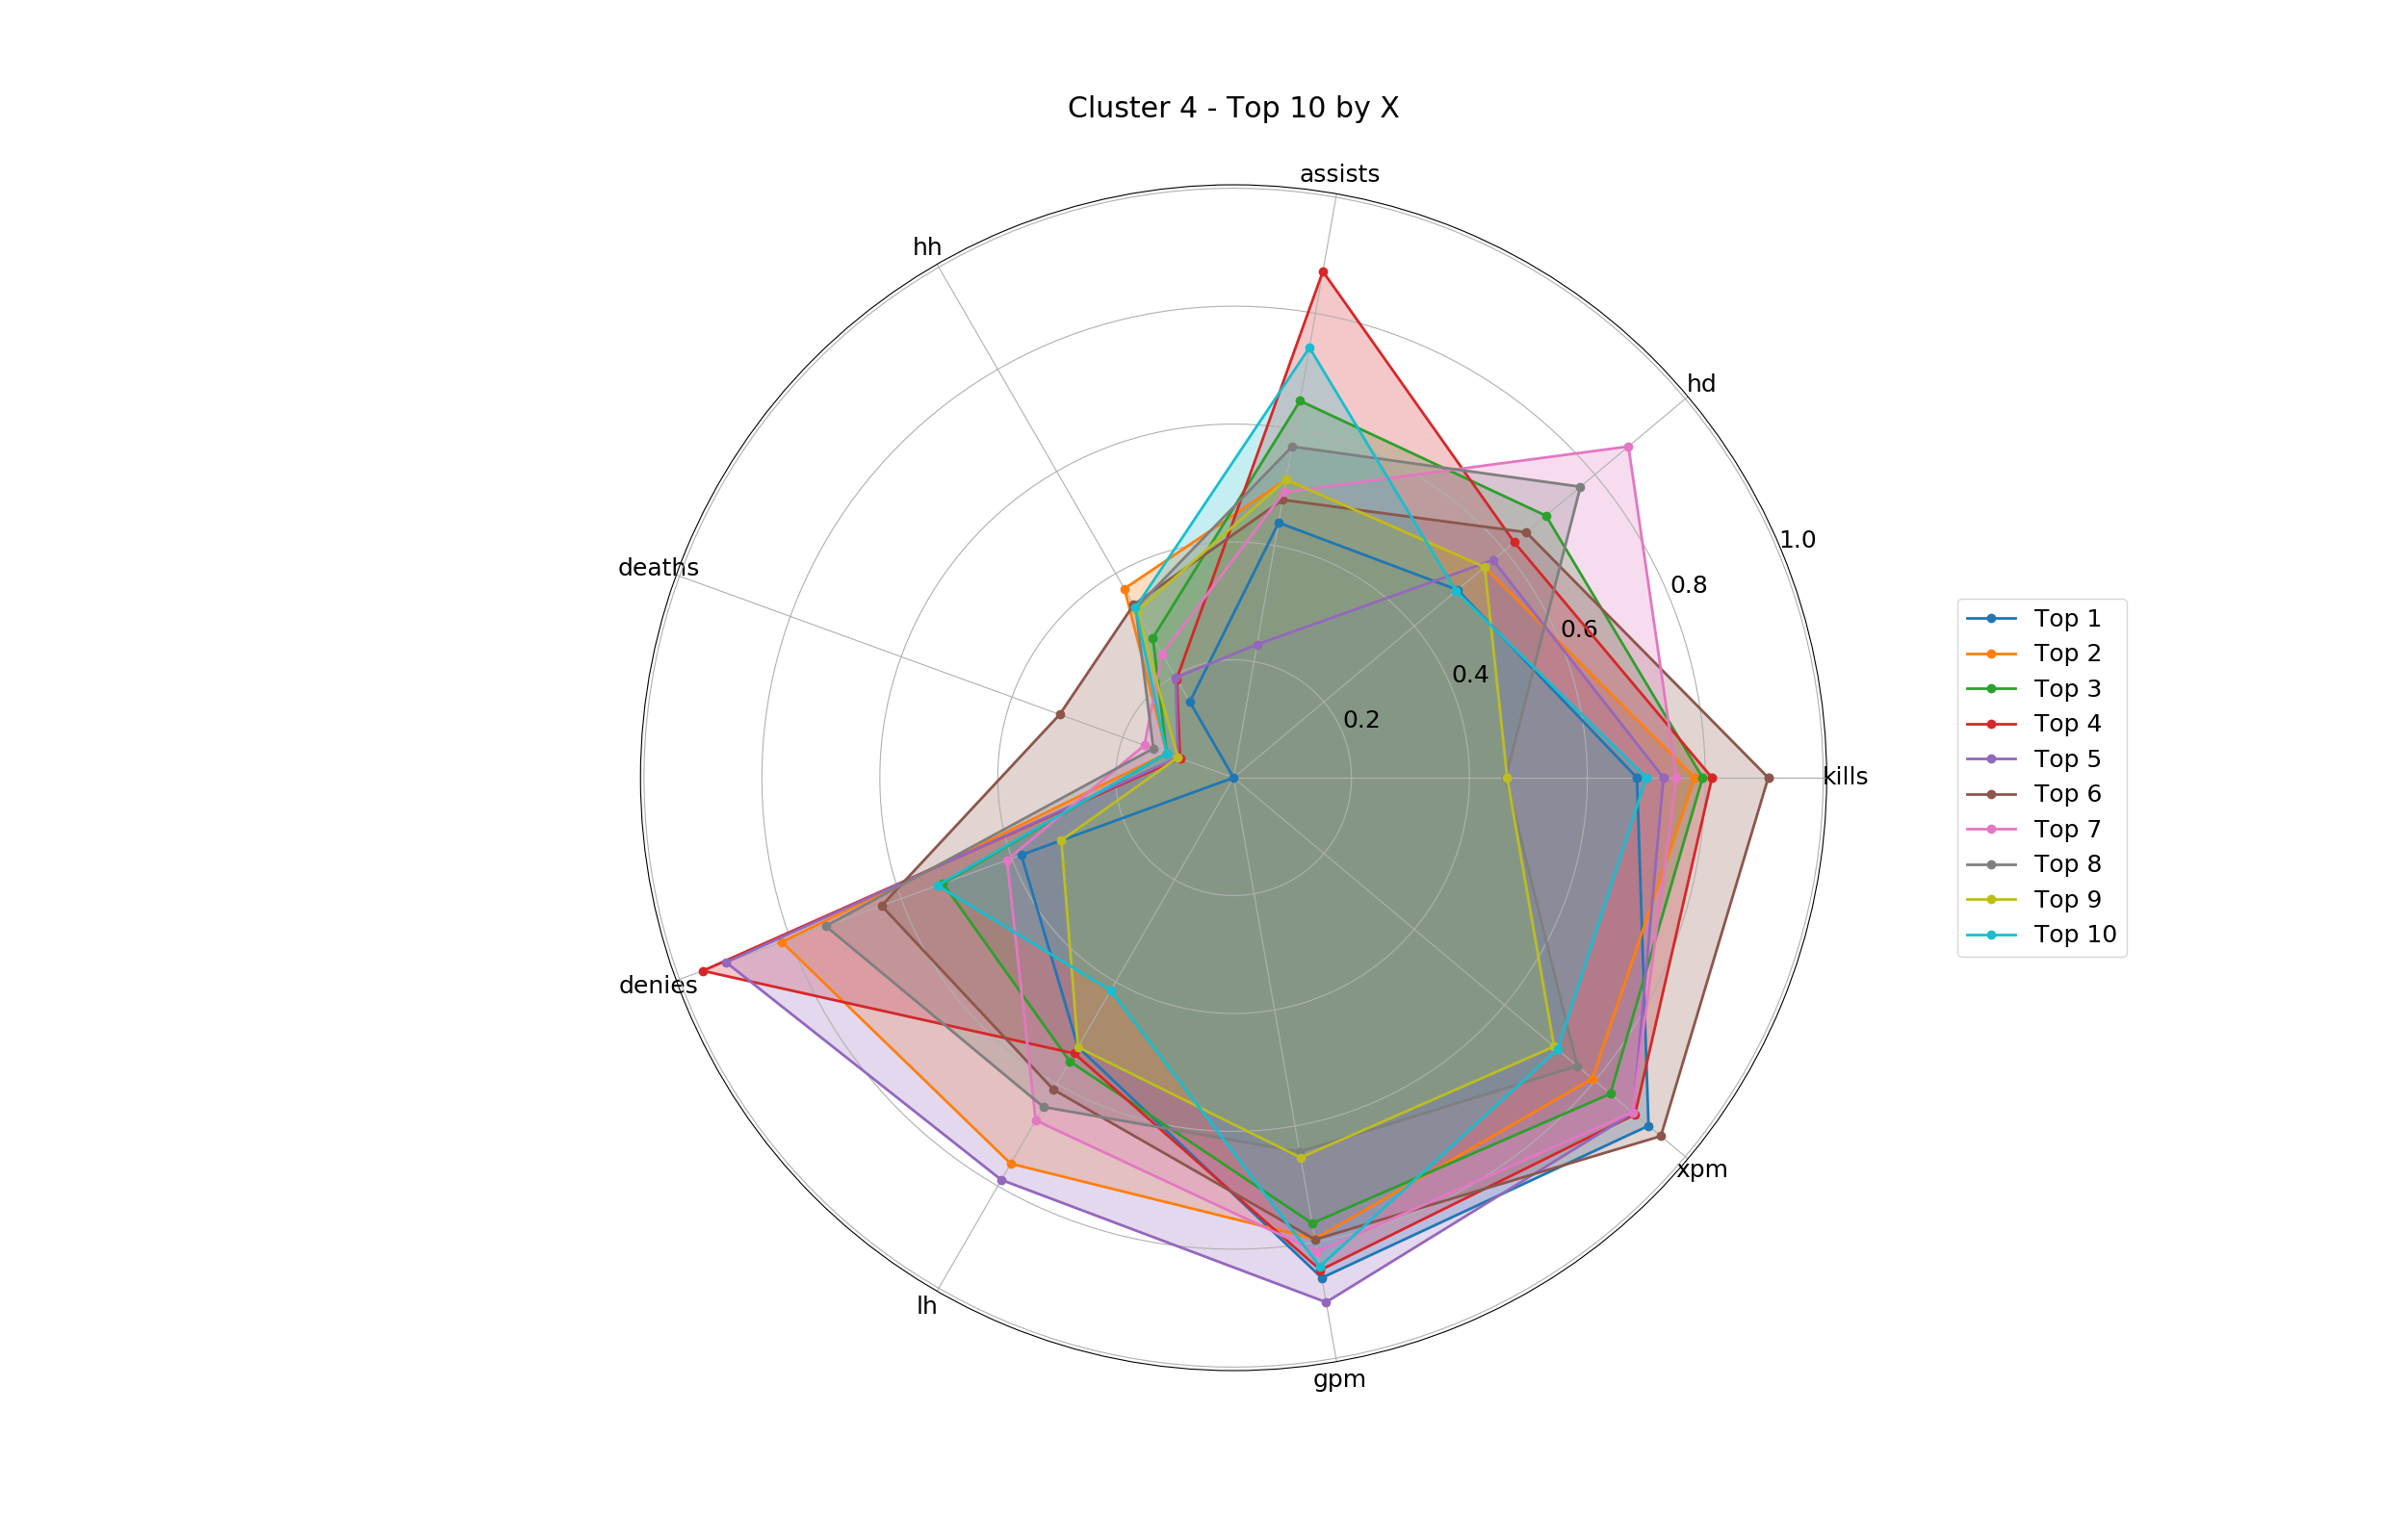 Cluster 4 - Top 10 by X
assists
hh
hd
deaths
1.0
0.8
0.6
0.4
0.2
kills
denies
xpm
lh
gpm
Top 1
Top 2
Top 3
Top 4
Top 5
Top 6
Top 7
Top 8
Top 9
Top 10